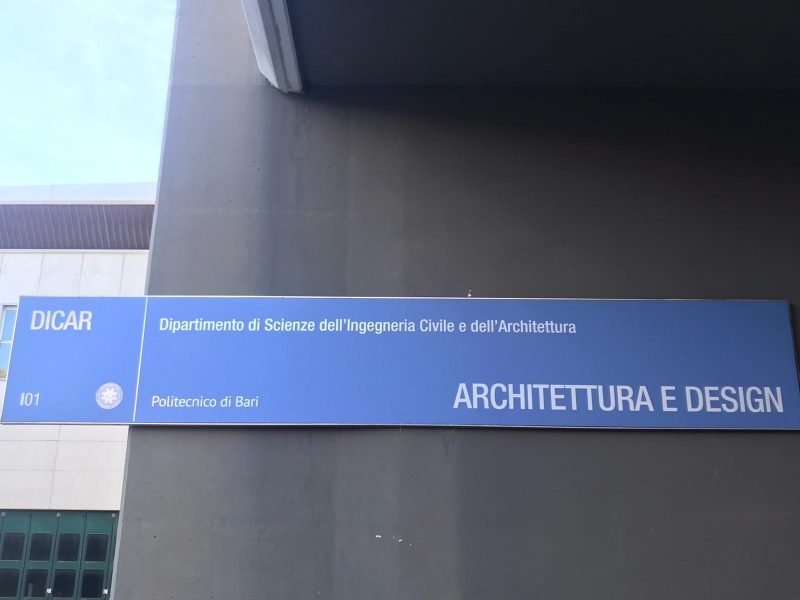 DICAR
Dipartimento di Scienze dell'Ingegneria Civile e dell'Architettura
I01
Politecnico di Bari
ARCHITETTURA E DESIGN